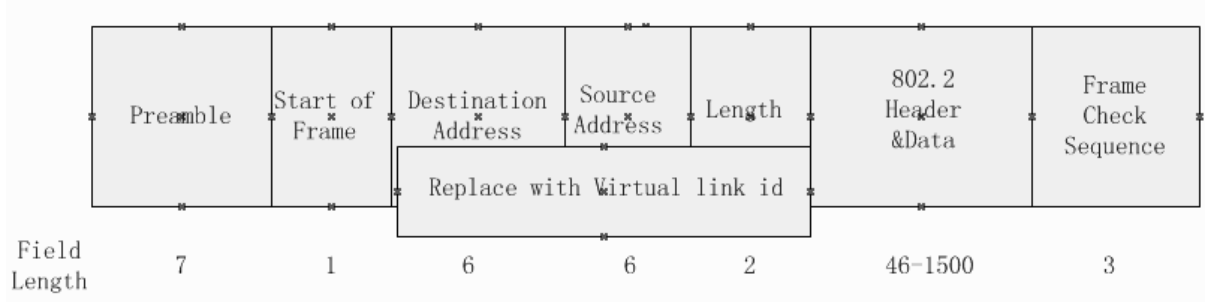 Preamble
Start of
Frame
Destination
Address
Source
Address
Length
802.2
Header
&Data
Frame
Check
Sequence
Replace with Virtual link id
Field
Length
7
1
6
6
2
46-1500
3